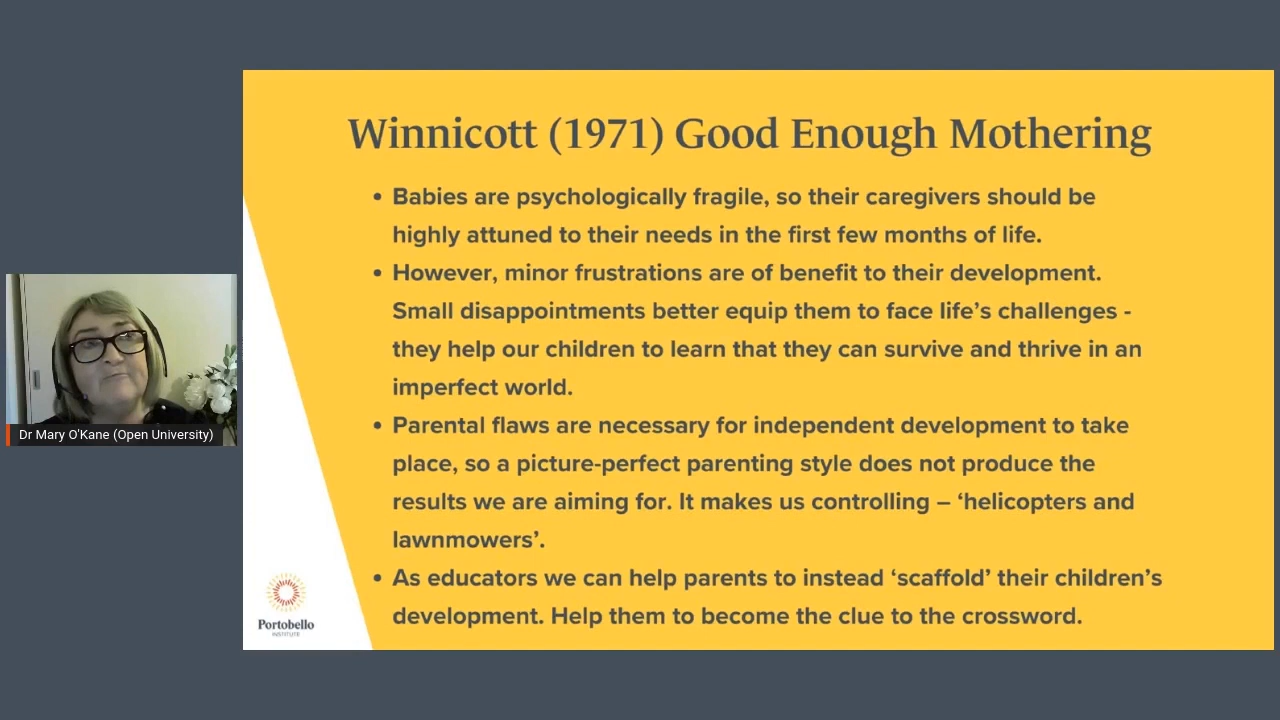 Winnicott (1971) Good Enough Mothering
• Babies are psychologically fragile, so their caregivers should be
highly attuned to their needs in the first few months of life.
• However, minor frustrations are of benefit to their development.
Small disappointments better equip them to face life’s challenges -
they help our children to learn that they can survive and thrive in an
imperfect world.
• Parental flaws are necessary for independent development to take
place, so a picture-perfect parenting style does not produce the
results we are aiming for. It makes us controlling – ‘helicopters and
lawnmowers’.
• As educators we can help parents to instead ‘scaffold’ their children’s
development. Help them to become the clue to the crossword.
Dr Mary O'Kane (Open University)
Portobello
INSTITUTE